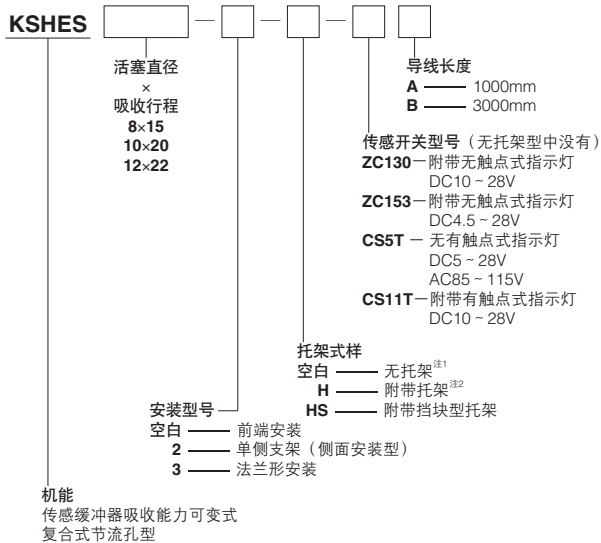 KSHES
活塞直径
×
吸收行程
8×15
10×20
12×22
导线长度
A 1000mm
B 3000mm
传感开关型号（无托架型中没有）
ZC130－附带无触点式指示灯
DC10～28V
ZC153－附带无触点式指示灯
DC4.5～28V
CS5T － 无有触点式指示灯
DC5～28V
AC85～115V
CS11T－附带有触点式指示灯
DC10～28V
托架式样
空白 无托架注1
H 附带托架注2
HS 附带挡块型托架
安装型号
空白 前端安装
2 单侧支架（侧面安装型）
3 法兰形安装
机能
传感缓冲器吸收能力可变式
复合式节流孔型